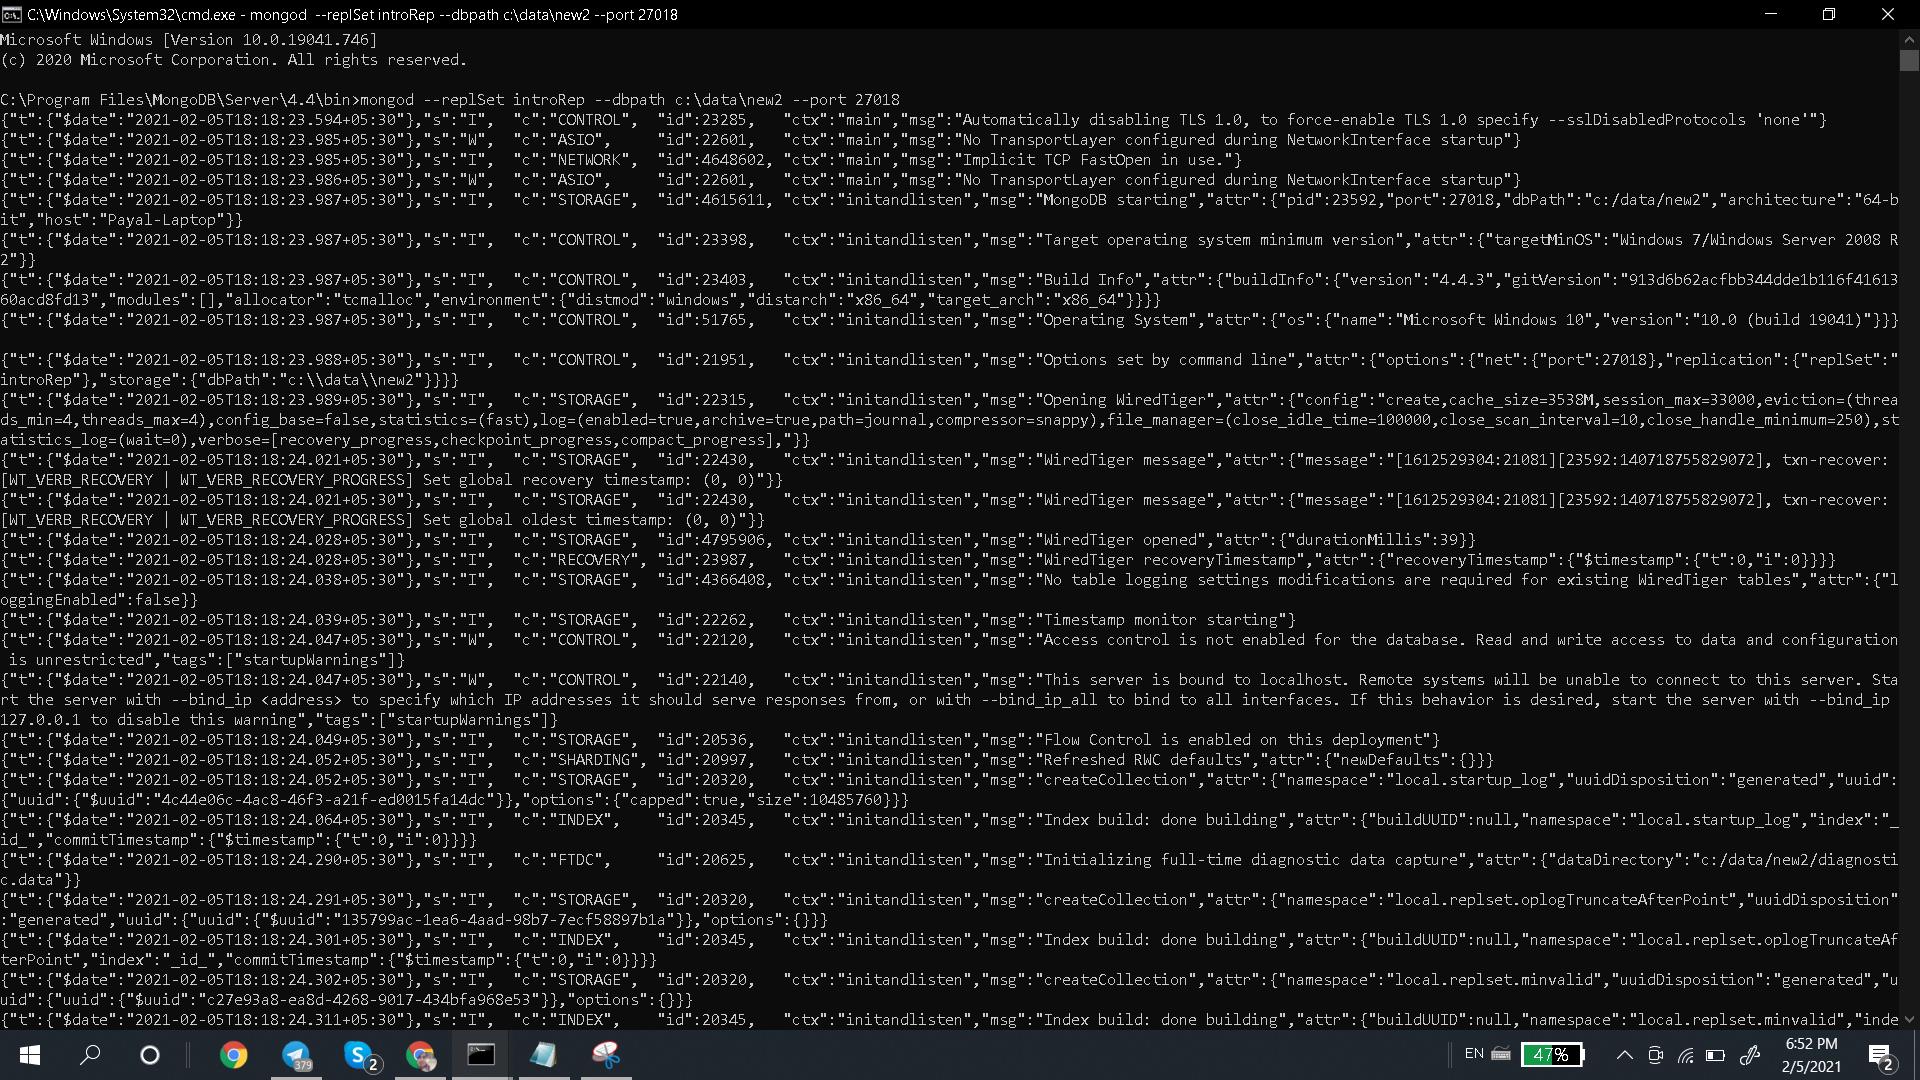 C:\Windows\System32\cmd.exe - mongod  --replSet introRep --dbpath c:\data\new2 --port 27018
Microsoft Windows [Version 10.0.19041.746]
(c) 2020 Microsoft Corporation. All rights reserved.
C:\Program Files\MongoDB\Server\4.4\bin>mongod --replSet introRep --dbpath c:\data\new2 --port 27018
{"t":{"$date":"2021-02-05T18:18:23.594+05:30"},"s":"I",  "c":"CONTROL",  "id":23285,   "ctx":"main","msg":"Automatically disabling TLS 1.0, to force-enable TLS 1.0 specify --sslDisabledProtocols 'none'"}
{"t":{"$date":"2021-02-05T18:18:23.985+05:30"},"s":"W",  "c":"ASIO",     "id":22601,   "ctx":"main","msg":"No TransportLayer configured during NetworkInterface startup"}
{"t":{"$date":"2021-02-05T18:18:23.985+05:30"},"s":"I",  "c":"NETWORK",  "id":4648602, "ctx":"main","msg":"Implicit TCP FastOpen in use."}
{"t":{"$date":"2021-02-05T18:18:23.986+05:30"},"s":"W",  "c":"ASIO",     "id":22601,   "ctx":"main","msg":"No TransportLayer configured during NetworkInterface startup"}
{"t":{"$date":"2021-02-05T18:18:23.987+05:30"},"s":"I",  "c":"STORAGE",  "id":4615611, "ctx":"initandlisten","msg":"MongoDB starting","attr":{"pid":23592,"port":27018,"dbPath":"c:/data/new2","architecture":"64-b
it","host":"Payal-Laptop"}}
{"t":{"$date":"2021-02-05T18:18:23.987+05:30"},"s":"I",  "c":"CONTROL",  "id":23398,   "ctx":"initandlisten","msg":"Target operating system minimum version","attr":{"targetMinOS":"Windows 7/Windows Server 2008 R
2"}}
{"t":{"$date":"2021-02-05T18:18:23.987+05:30"},"s":"I",  "c":"CONTROL",  "id":23403,   "ctx":"initandlisten","msg":"Build Info","attr":{"buildInfo":{"version":"4.4.3","gitVersion":"913d6b62acfbb344dde1b116f41613
60acd8fd13","modules":[],"allocator":"tcmalloc","environment":{"distmod":"windows","distarch":"x86_64","target_arch":"x86_64"}}}}
{"t":{"$date":"2021-02-05T18:18:23.987+05:30"},"s":"I",  "c":"CONTROL",  "id":51765,   "ctx":"initandlisten","msg":"Operating System","attr":{"os":{"name":"Microsoft Windows 10","version":"10.0 (build 19041)"}}}
{"t":{"$date":"2021-02-05T18:18:23.988+05:30"},"s":"I",  "c":"CONTROL",  "id":21951,   "ctx":"initandlisten","msg":"Options set by command line","attr":{"options":{"net":{"port":27018},"replication":{"replSet":"
introRep"},"storage":{"dbPath":"c:\\data\\new2"}}}}
{"t":{"$date":"2021-02-05T18:18:23.989+05:30"},"s":"I",  "c":"STORAGE",  "id":22315,   "ctx":"initandlisten","msg":"Opening WiredTiger","attr":{"config":"create,cache_size=3538M,session_max=33000,eviction=(threa
ds_min=4,threads_max=4),config_base=false,statistics=(fast),log=(enabled=true,archive=true,path=journal,compressor=snappy),file_manager=(close_idle_time=100000,close_scan_interval=10,close_handle_minimum=250),st
atistics_log=(wait=0),verbose=[recovery_progress,checkpoint_progress,compact_progress],"}}
{"t":{"$date":"2021-02-05T18:18:24.021+05:30"},"s":"I",  "c":"STORAGE",  "id":22430,   "ctx":"initandlisten","msg":"WiredTiger message","attr":{"message":"[1612529304:21081][23592:140718755829072], txn-recover: 
[WT_VERB_RECOVERY | WT_VERB_RECOVERY_PROGRESS] Set global recovery timestamp: (0, 0)"}}
{"t":{"$date":"2021-02-05T18:18:24.021+05:30"},"s":"I",  "c":"STORAGE",  "id":22430,   "ctx":"initandlisten","msg":"WiredTiger message","attr":{"message":"[1612529304:21081][23592:140718755829072], txn-recover: 
[WT_VERB_RECOVERY | WT_VERB_RECOVERY_PROGRESS] Set global oldest timestamp: (0, 0)"}}
{"t":{"$date":"2021-02-05T18:18:24.028+05:30"},"s":"I",  "c":"STORAGE",  "id":4795906, "ctx":"initandlisten","msg":"WiredTiger opened","attr":{"durationMillis":39}}
{"t":{"$date":"2021-02-05T18:18:24.028+05:30"},"s":"I",  "c":"RECOVERY", "id":23987,   "ctx":"initandlisten","msg":"WiredTiger recoveryTimestamp","attr":{"recoveryTimestamp":{"$timestamp":{"t":0,"i":0}}}}
{"t":{"$date":"2021-02-05T18:18:24.038+05:30"},"s":"I",  "c":"STORAGE",  "id":4366408, "ctx":"initandlisten","msg":"No table logging settings modifications are required for existing WiredTiger tables","attr":{"l
oggingEnabled":false}}
{"t":{"$date":"2021-02-05T18:18:24.039+05:30"},"s":"I",  "c":"STORAGE",  "id":22262,   "ctx":"initandlisten","msg":"Timestamp monitor starting"}
{"t":{"$date":"2021-02-05T18:18:24.047+05:30"},"s":"W",  "c":"CONTROL",  "id":22120,   "ctx":"initandlisten","msg":"Access control is not enabled for the database. Read and write access to data and configuration
 is unrestricted","tags":["startupWarnings"]}
{"t":{"$date":"2021-02-05T18:18:24.047+05:30"},"s":"W",  "c":"CONTROL",  "id":22140,   "ctx":"initandlisten","msg":"This server is bound to localhost. Remote systems will be unable to connect to this server. Sta
rt the server with --bind_ip <address> to specify which IP addresses it should serve responses from, or with --bind_ip_all to bind to all interfaces. If this behavior is desired, start the server with --bind_ip 
127.0.0.1 to disable this warning","tags":["startupWarnings"]}
{"t":{"$date":"2021-02-05T18:18:24.049+05:30"},"s":"I",  "c":"STORAGE",  "id":20536,   "ctx":"initandlisten","msg":"Flow Control is enabled on this deployment"}
{"t":{"$date":"2021-02-05T18:18:24.052+05:30"},"s":"I",  "c":"SHARDING", "id":20997,   "ctx":"initandlisten","msg":"Refreshed RWC defaults","attr":{"newDefaults":{}}}
{"t":{"$date":"2021-02-05T18:18:24.052+05:30"},"s":"I",  "c":"STORAGE",  "id":20320,   "ctx":"initandlisten","msg":"createCollection","attr":{"namespace":"local.startup_log","uuidDisposition":"generated","uuid":
{"uuid":{"$uuid":"4c44e06c-4ac8-46f3-a21f-ed0015fa14dc"}},"options":{"capped":true,"size":10485760}}}
{"t":{"$date":"2021-02-05T18:18:24.064+05:30"},"s":"I",  "c":"INDEX",    "id":20345,   "ctx":"initandlisten","msg":"Index build: done building","attr":{"buildUUID":null,"namespace":"local.startup_log","index":"_
id_","commitTimestamp":{"$timestamp":{"t":0,"i":0}}}}
{"t":{"$date":"2021-02-05T18:18:24.290+05:30"},"s":"I",  "c":"FTDC",     "id":20625,   "ctx":"initandlisten","msg":"Initializing full-time diagnostic data capture","attr":{"dataDirectory":"c:/data/new2/diagnosti
c.data"}}
{"t":{"$date":"2021-02-05T18:18:24.291+05:30"},"s":"I",  "c":"STORAGE",  "id":20320,   "ctx":"initandlisten","msg":"createCollection","attr":{"namespace":"local.replset.oplogTruncateAfterPoint","uuidDisposition"
:"generated","uuid":{"uuid":{"$uuid":"135799ac-1ea6-4aad-98b7-7ecf58897b1a"}},"options":{}}}
{"t":{"$date":"2021-02-05T18:18:24.301+05:30"},"s":"I",  "c":"INDEX",    "id":20345,   "ctx":"initandlisten","msg":"Index build: done building","attr":{"buildUUID":null,"namespace":"local.replset.oplogTruncateAf
terPoint","index":"_id_","commitTimestamp":{"$timestamp":{"t":0,"i":0}}}}
{"t":{"$date":"2021-02-05T18:18:24.302+05:30"},"s":"I",  "c":"STORAGE",  "id":20320,   "ctx":"initandlisten","msg":"createCollection","attr":{"namespace":"local.replset.minvalid","uuidDisposition":"generated","u
uid":{"uuid":{"$uuid":"c27e93a8-ea8d-4268-9017-434bfa968e53"}},"options":{}}}
{"t":{"$date":"2021-02-05T18:18:24.311+05:30"},"s":"I",  "c":"INDEX",    "id":20345,   "ctx":"initandlisten","msg":"Index build: done building","attr":{"buildUUID":null,"namespace":"local.replset.minvalid","inde
379
2
EN
47%
6:52 PM
2/5/2021
2